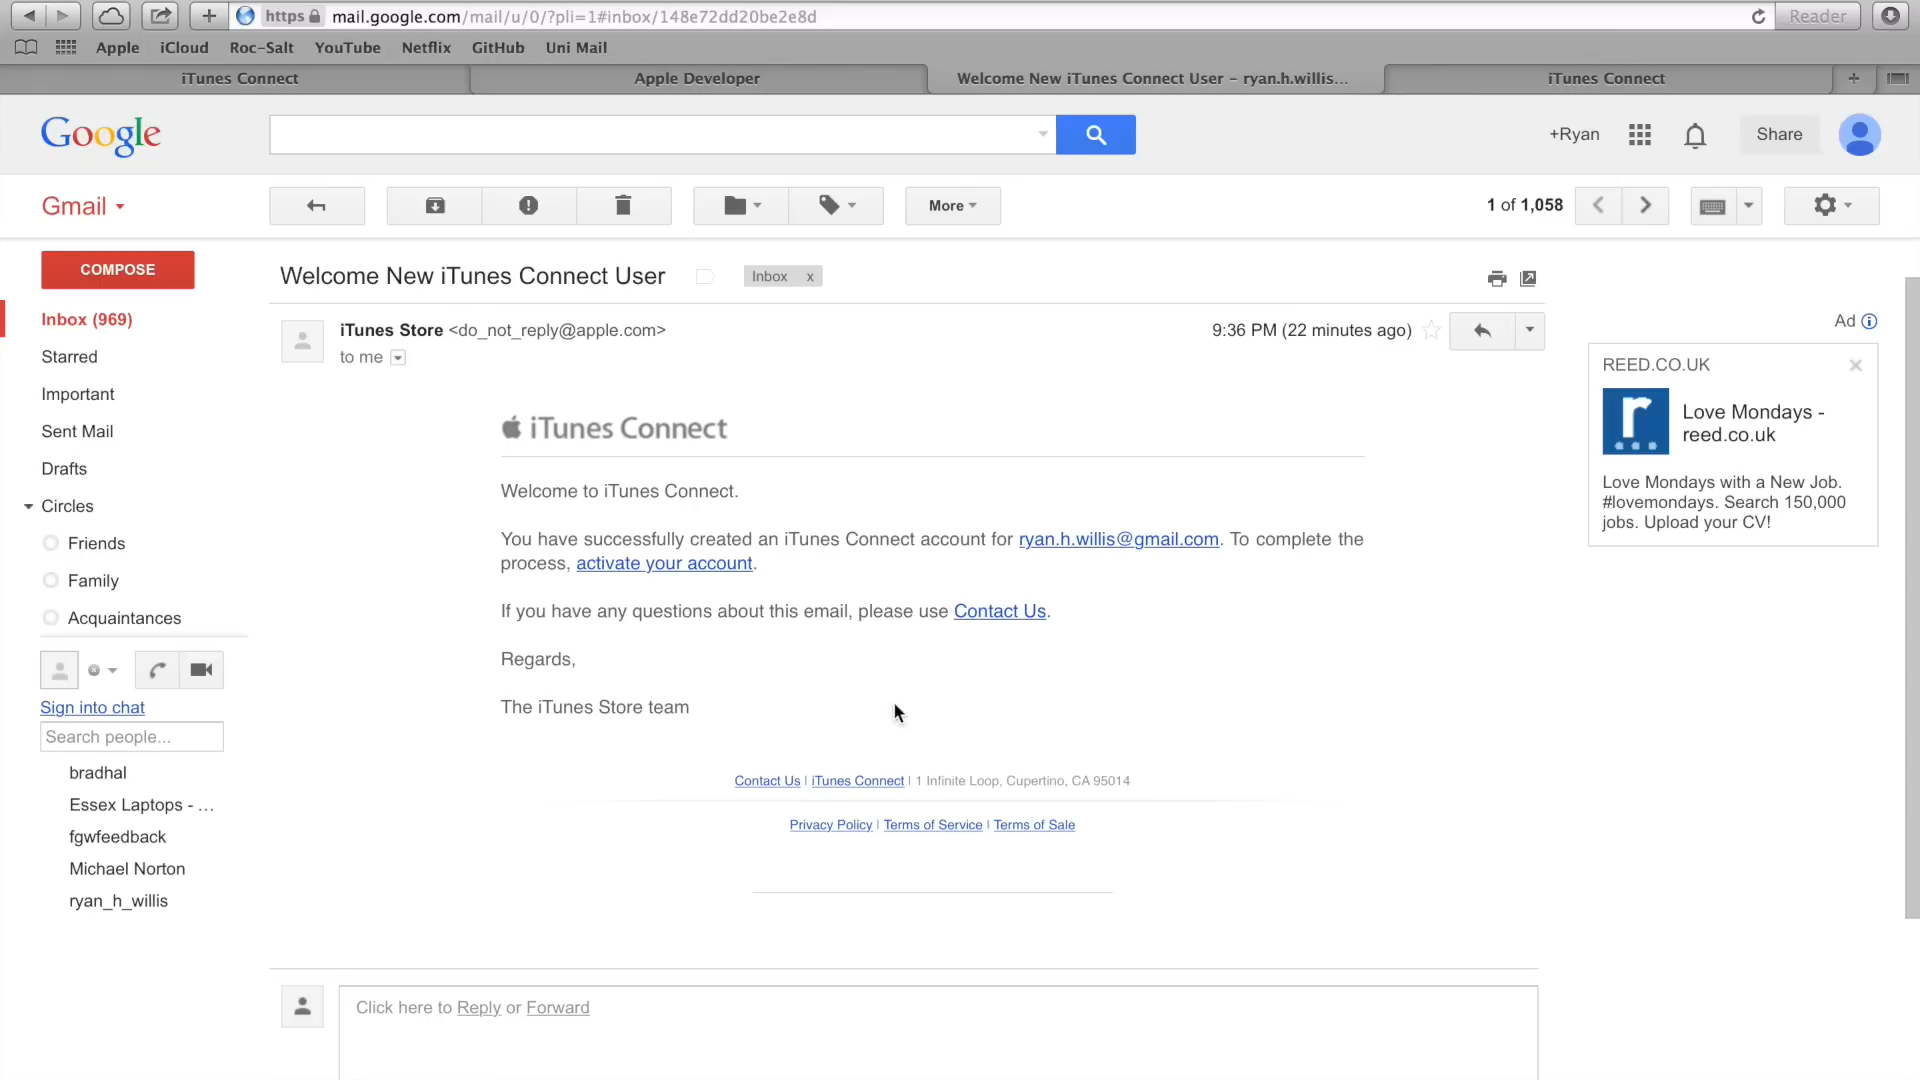 https mail.google.com/mail/u/0/?pli=1#inbox/148e72dd20be2e8d
Reader
Apple iCloud Roc-Salt YouTube Netflix GitHub Uni Mail
iTunes Connect
Apple Developer
Welcome New iTunes Connect User – ryan.h.willis...
iTunes Connect
Google
+Ryan
Share
Gmail
More
1 of 1,058
COMPOSE
Inbox (969)
Starred
Important
Sent Mail
Drafts
Circles
Friends
Family
Acquaintances
Sign into chat
Search people...
bradhal
Essex Laptops - ...
fgwfeedback
Michael Norton
ryan_h_willis
Welcome New iTunes Connect User
Inbox x
iTunes Store <do_not_reply@apple.com>
9:36 PM (22 minutes ago)
to me
iTunes Connect
Welcome to iTunes Connect.
You have successfully created an iTunes Connect account for ryan.h.willis@gmail.com. To complete the
process, activate your account.
If you have any questions about this email, please use Contact Us.
Regards,
The iTunes Store team
Contact Us | iTunes Connect | 1 Infinite Loop, Cupertino, CA 95014
Privacy Policy | Terms of Service | Terms of Sale
Click here to Reply or Forward
Ad
REED.CO.UK
r
Love Mondays -
reed.co.uk
Love Mondays with a New Job.
#lovemondays. Search 150,000
jobs. Upload your CV!